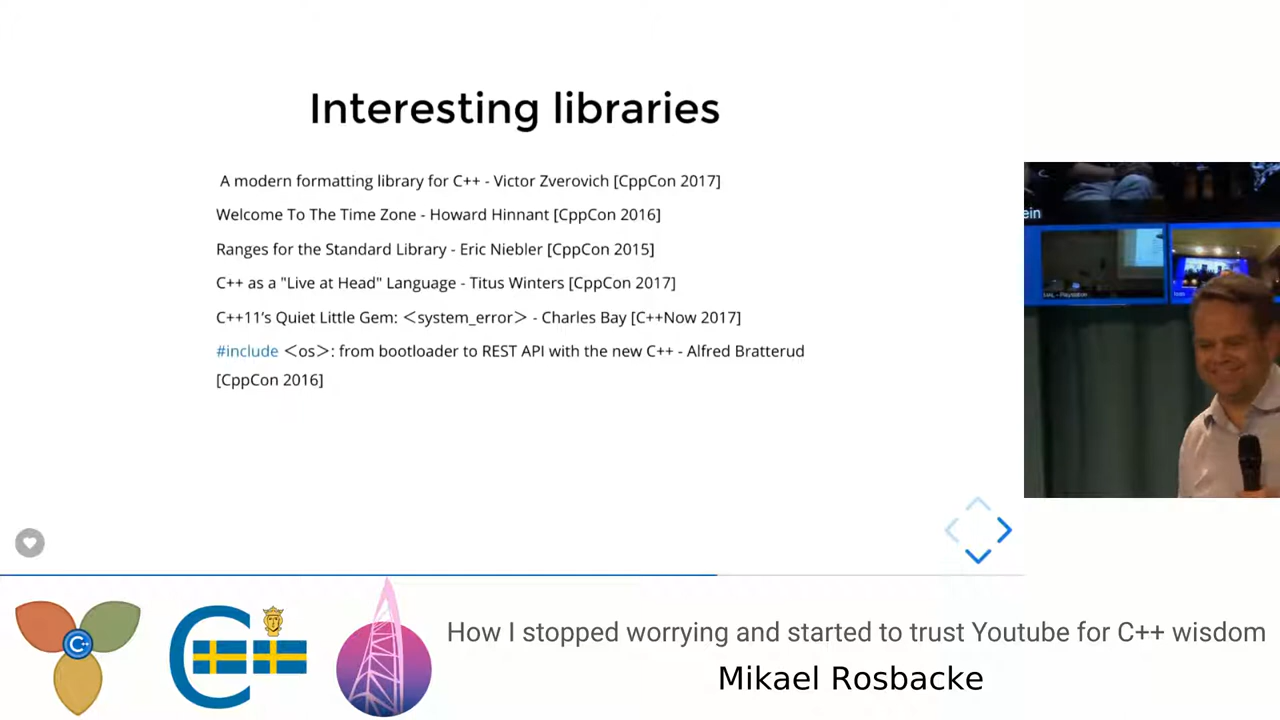 Interesting libraries
A modern formatting library for C++ - Victor Zverovich [CppCon 2017]
Welcome To The Time Zone - Howard Hinnant [CppCon 2016]
Ranges for the Standard Library - Eric Niebler [CppCon 2015]
C++ as a "Live at Head" Language - Titus Winters [CppCon 2017]
C++11’s Quiet Little Gem: <system_error> - Charles Bay [C++Now 2017]
#include <os>: from bootloader to REST API with the new C++ - Alfred Bratterud
[CppCon 2016]
ein
C++
How I stopped worrying and started to trust Youtube for C++ wisdom
Mikael Rosbacke